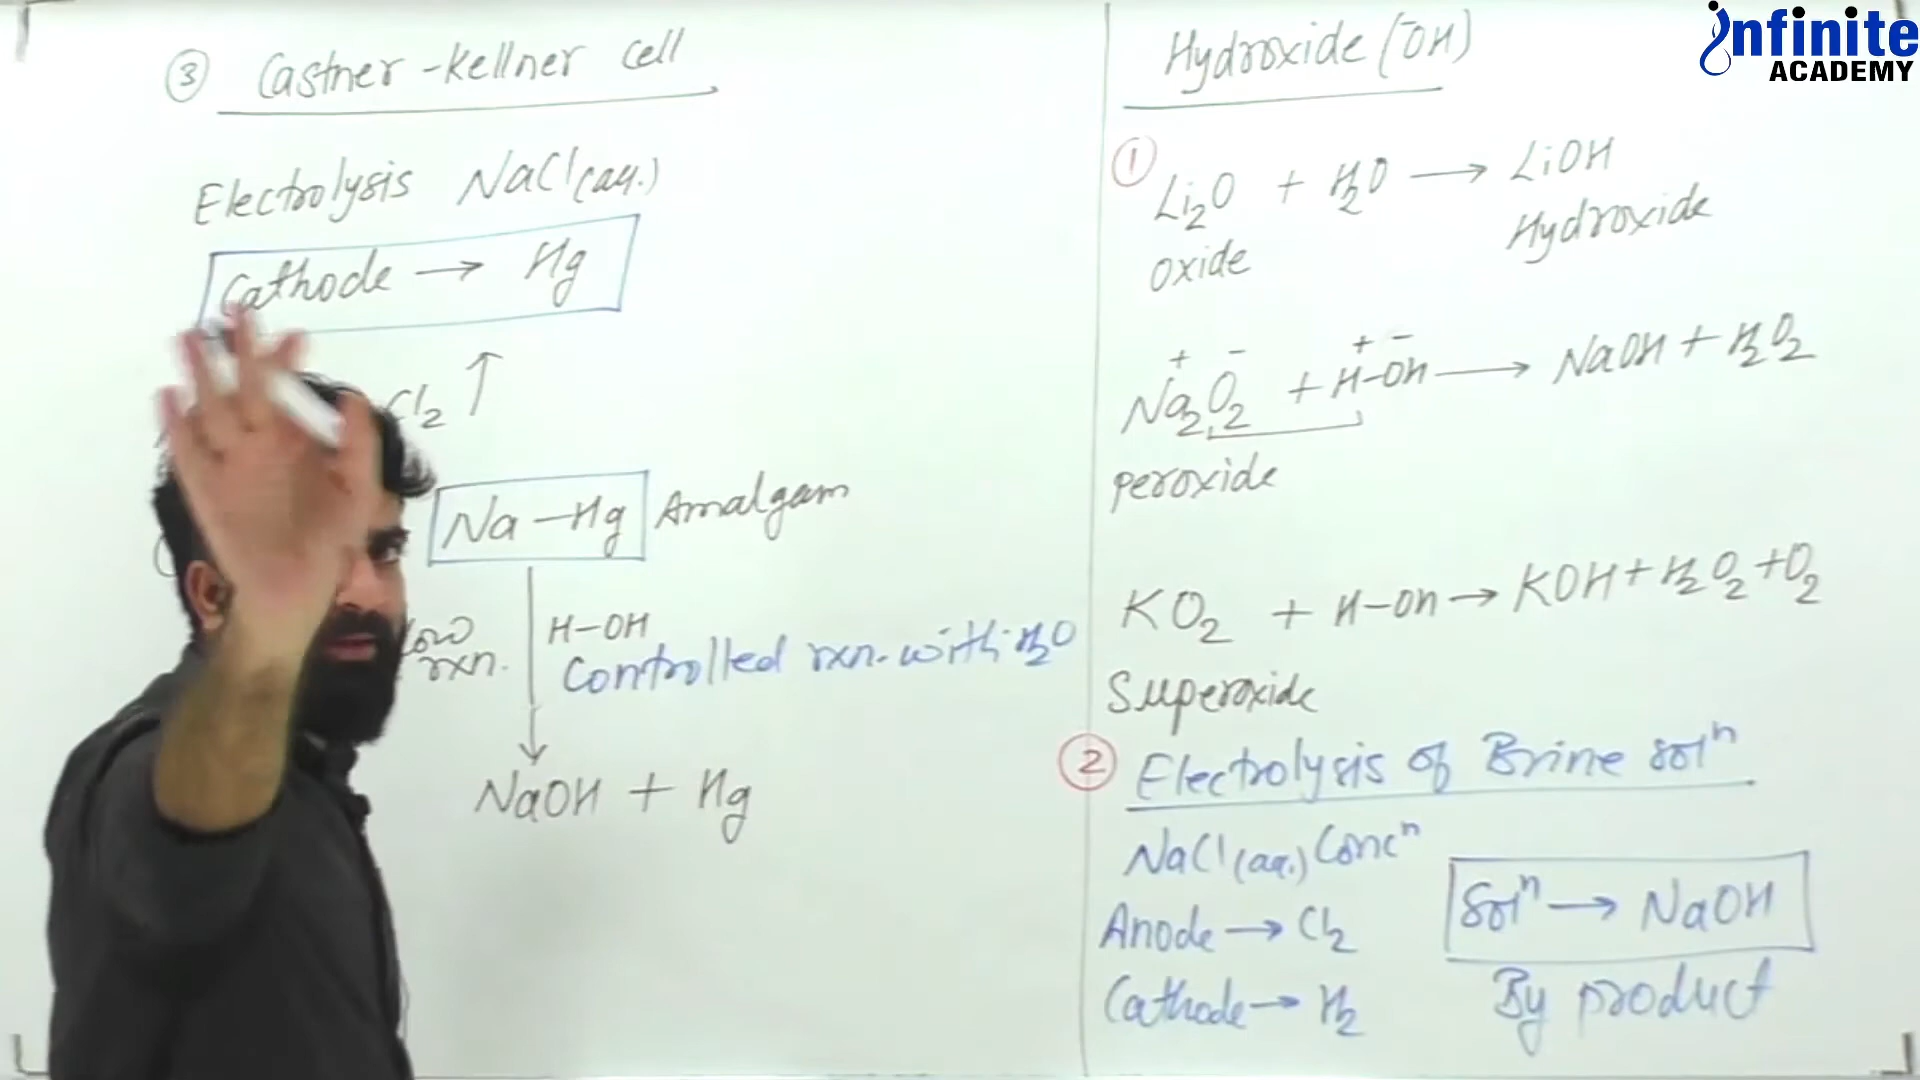 ③ Castner-Kellner Cell
Electrolysis NaCl(aq.)
Cathode → Hg
Cl₂ ↑
Na-Hg Amalgam
rxn.
H-OH
Controlled rxn. with H₂O
NaOH + Hg
Hydroxide (⁻OH)
① Li₂O + H₂O → LiOH
oxide Hydroxide
Na₂⁺O₂⁻ + H⁺-OH⁻ → NaOH + H₂O₂
peroxide
KO₂ + H-OH → KOH + H₂O₂ + O₂
Superoxide
② Electrolysis of Brine solⁿ
NaCl(aq.) Concⁿ
Anode → Cl₂
Cathode → H₂
Solⁿ → NaOH
By product
infinite
ACADEMY